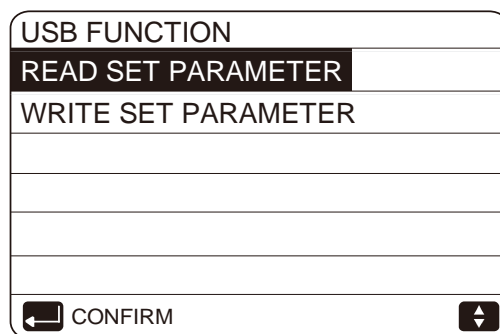 USB FUNCTION
READ SET PARAMETER
WRITE SET PARAMETER
CONFIRM